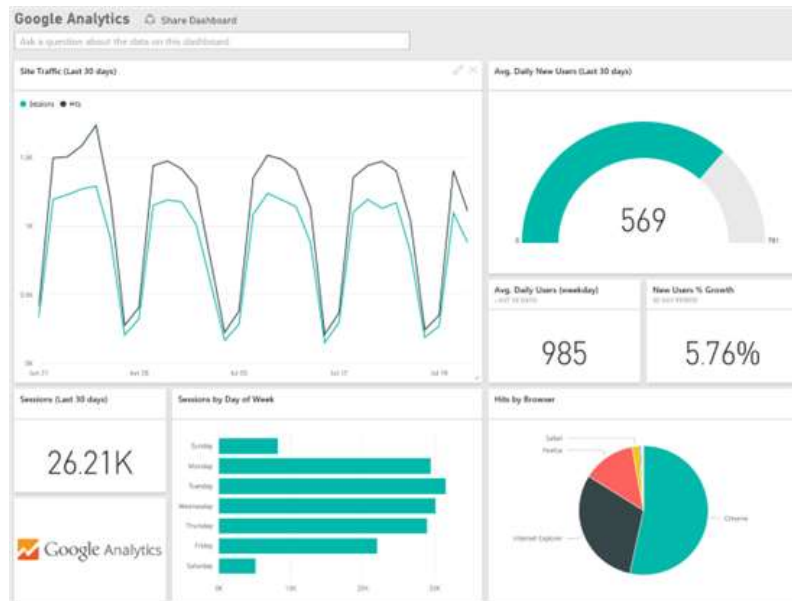 Google Analytics
Share Dashboard
Ask a question about the data on this dashboard
Site Traffic (Last 30 days)
Sessions
Hits
1.5K
1K
0.5K
0K
Avg. Daily New Users (Last 30 days)
569
0
781
Avg. Daily Users (weekday)
LAST 30 DAYS
985
New Users % Growth
5.76%
Sessions (Last 30 days)
26.21K
Google Analytics
Sessions by Day of Week
Sunday
Monday
Tuesday
Wednesday
Thursday
Friday
Saturday
0K
10K
20K
30K
Hits by Browser
Safari
Firefox
Internet Explorer
Chrome